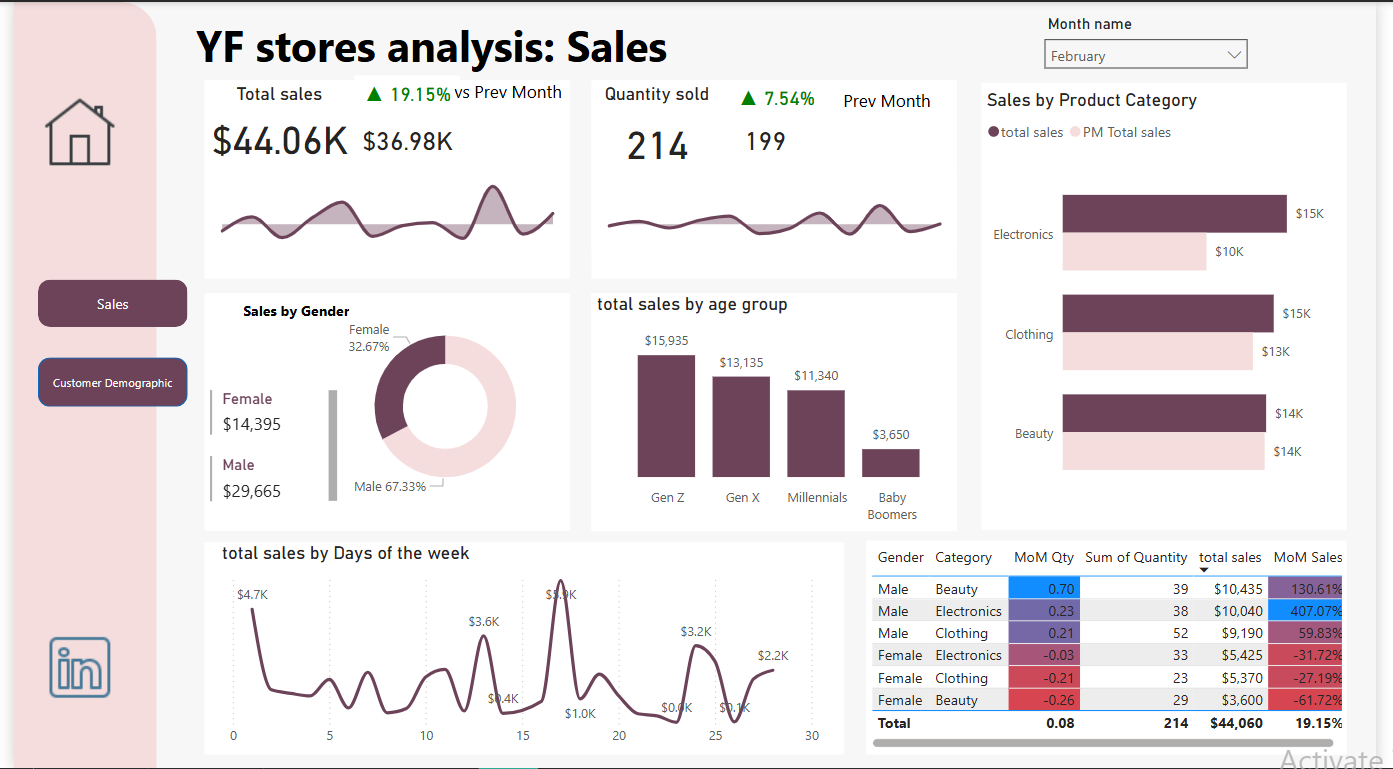 YF stores analysis: Sales
Month name
February
Total sales
▲ 19.15% vs Prev Month
$44.06K $36.98K
Quantity sold
▲ 7.54% Prev Month
214 199
Sales by Product Category
total sales PM Total sales
Electronics
$15K
$10K
Clothing
$15K
$13K
Beauty
$14K
$14K
Sales
Customer Demographic
in
Sales by Gender
Female
32.67%
Male 67.33%
Female
$14,395
Male
$29,665
total sales by age group
$15,935
$13,135
$11,340
$3,650
Gen Z
Gen X
Millennials
Baby
Boomers
total sales by Days of the week
$4.7K
$3.6K
$0.4K
$5.9K
$1.0K
$0.0K
$3.2K
$0.1K
$2.2K
0 5 10 15 20 25 30
Gender Category MoM Qty Sum of Quantity total sales MoM Sales
Male Beauty 0.70 39 $10,435 130.61%
Male Electronics 0.23 38 $10,040 407.07%
Male Clothing 0.21 52 $9,190 59.83%
Female Electronics -0.03 33 $5,425 -31.72%
Female Clothing -0.21 23 $5,370 -27.19%
Female Beauty -0.26 29 $3,600 -61.72%
Total 0.08 214 $44,060 19.15%
Activate